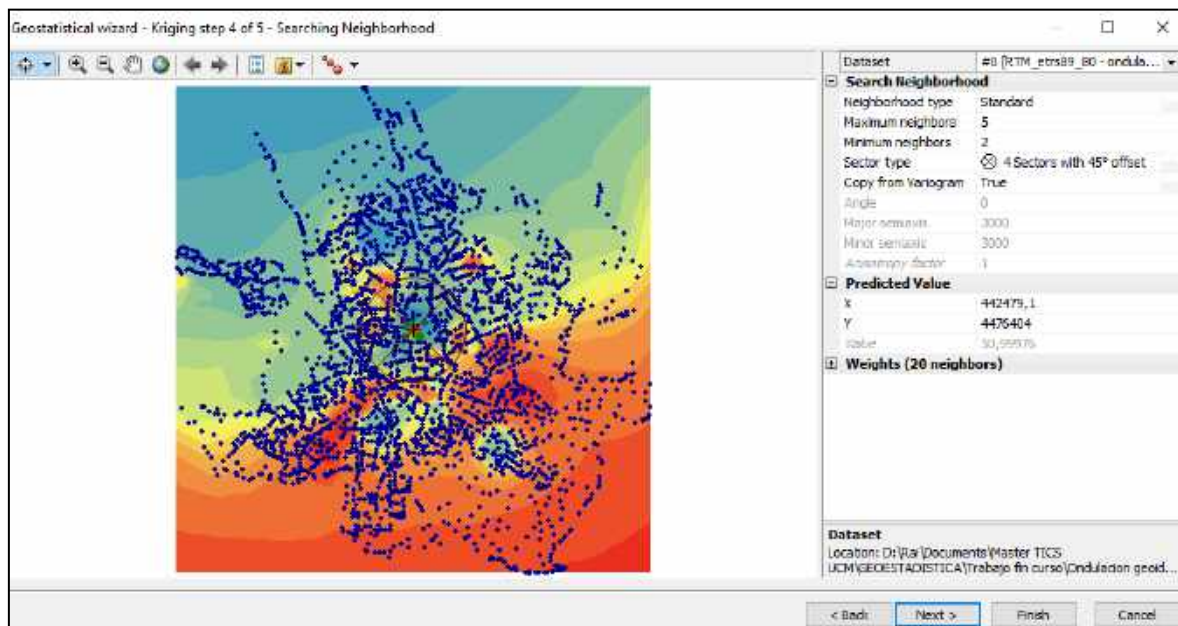 Geostatistical wizard - Kriging step 4 of 5 - Searching Neighborhood
Dataset #0 [RTM_etrs89_80 - ondula...
Search Neighborhood
Neighborhood type Standard
Maximum neighbors 5
Minimum neighbors 2
Sector type 4 Sectors with 45° offset
Copy from Variogram True
Angle 0
Major semiaxis 3000
Minor semiaxis 3000
Anisotropy factor 1
Predicted Value
X 442479,1
Y 4476404
Value
Weights (20 neighbors)
Dataset
Location: D:\Rai\Documents\Master TICS
UCM\GEOESTADISTICA\Trabajo fin curso\Ondulacion geoid...
< Back Next > Finish Cancel